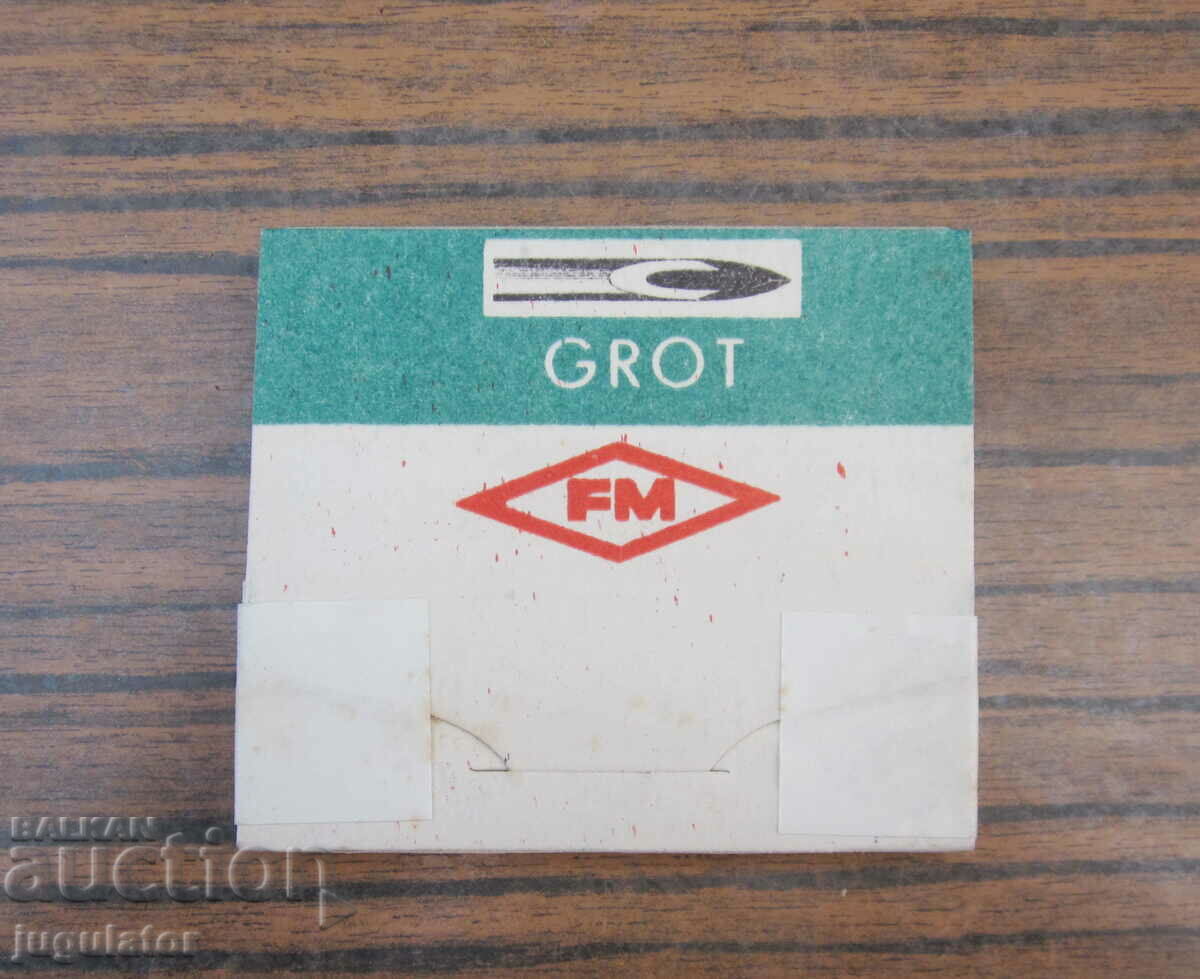 GROT
FM
BALKAN
auction
jugulator